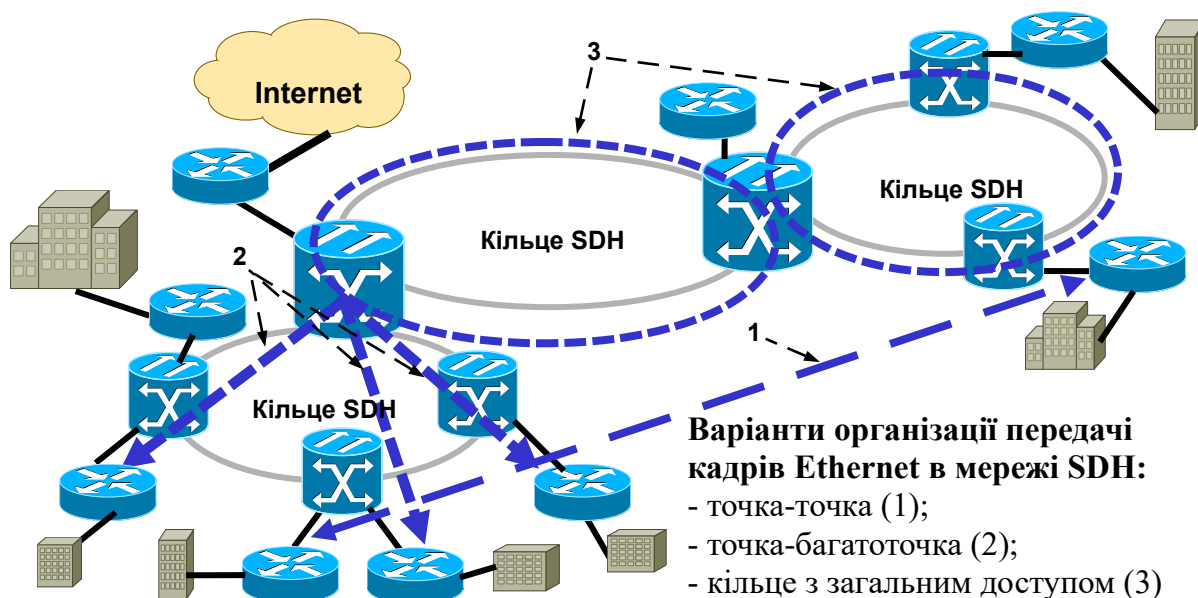 3
Internet
Кільце SDH
Кільце SDH
2
1
Кільце SDH
Варіанти організації передачі
кадрів Ethernet в мережі SDH:
- точка-точка (1);
- точка-багатоточка (2);
- кільце з загальним доступом (3)